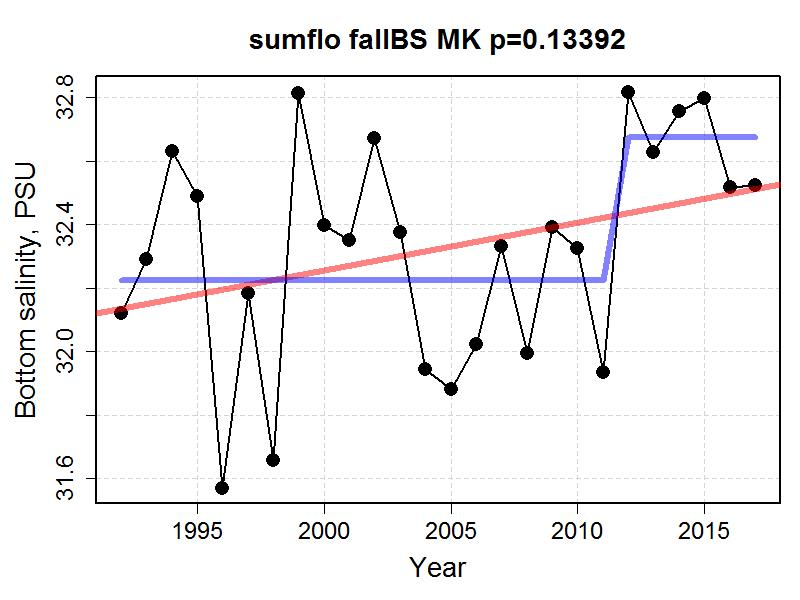 sumflo fallBS MK p=0.13392
Bottom salinity, PSU
32.8
32.4
32.0
31.6
1995 2000 2005 2010 2015
Year